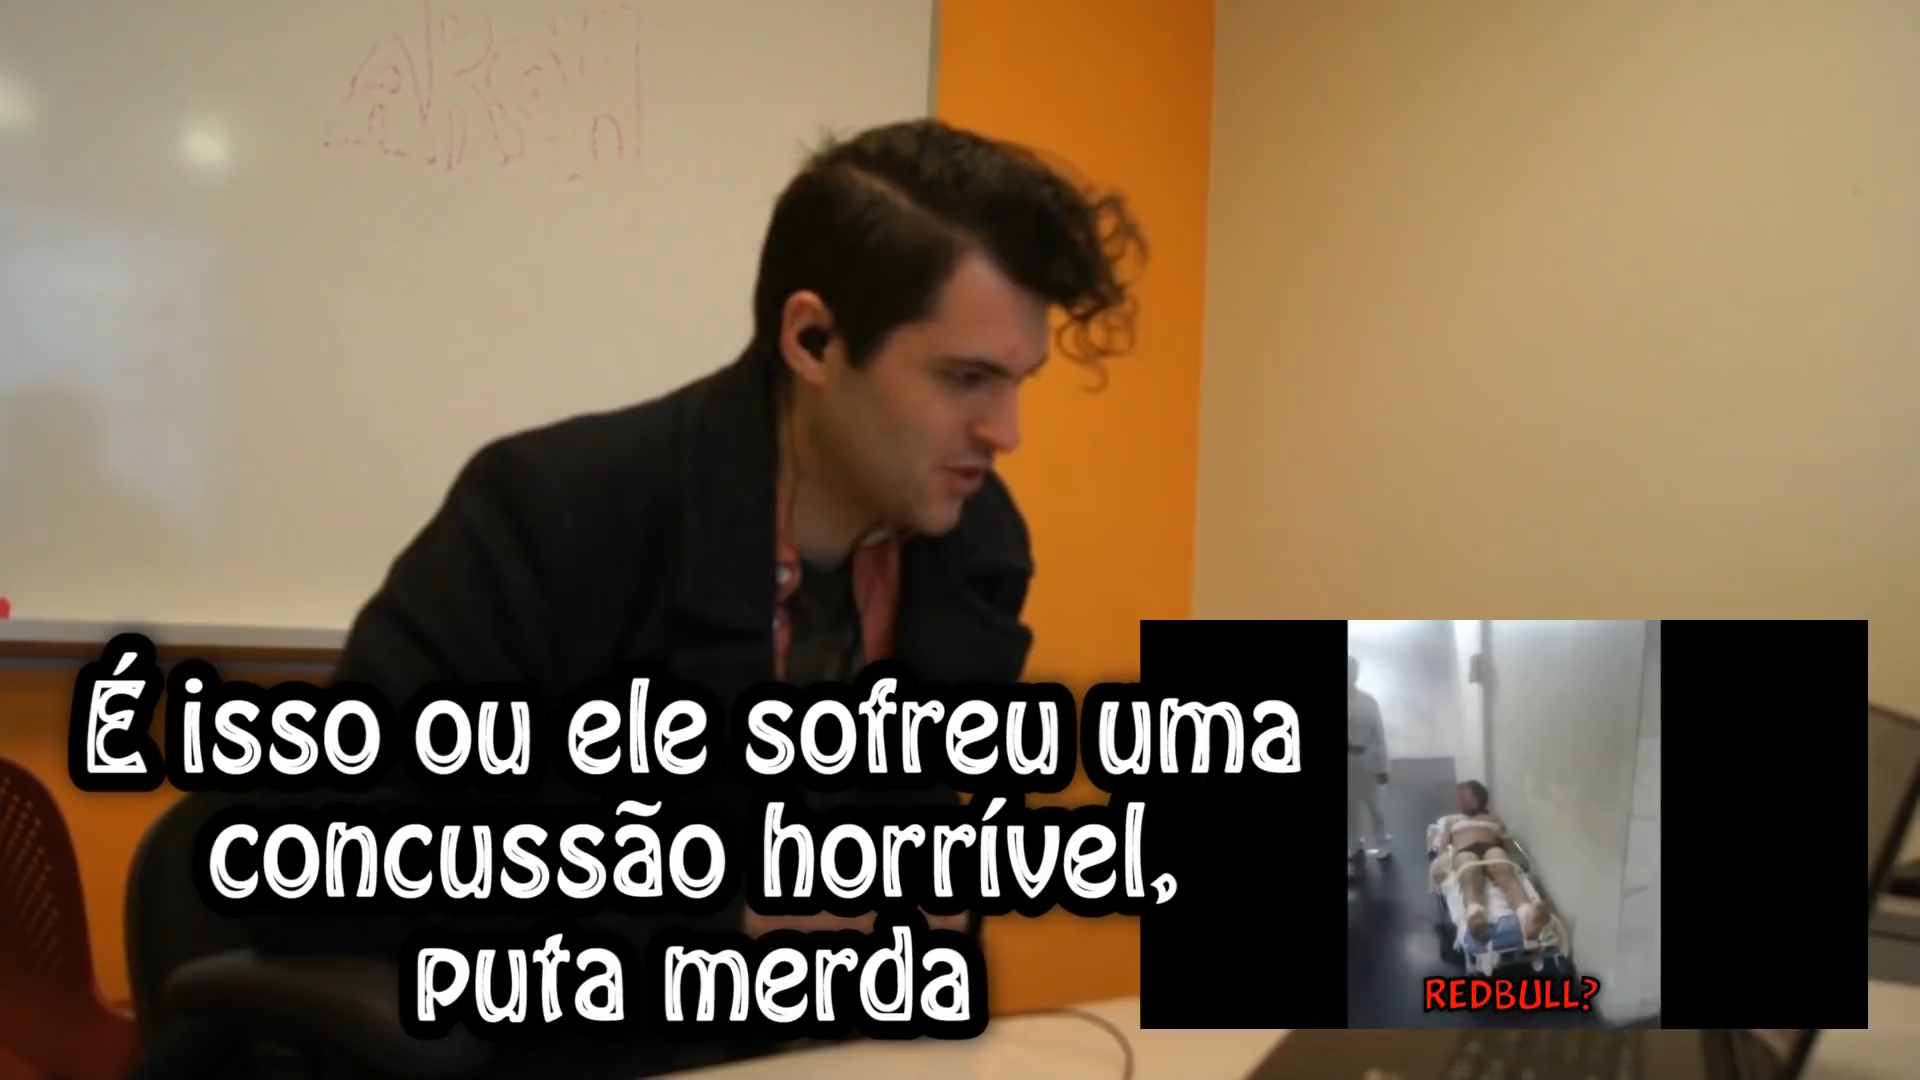 É isso ou ele sofreu uma
concussão horrível,
puta merda
REDBULL?